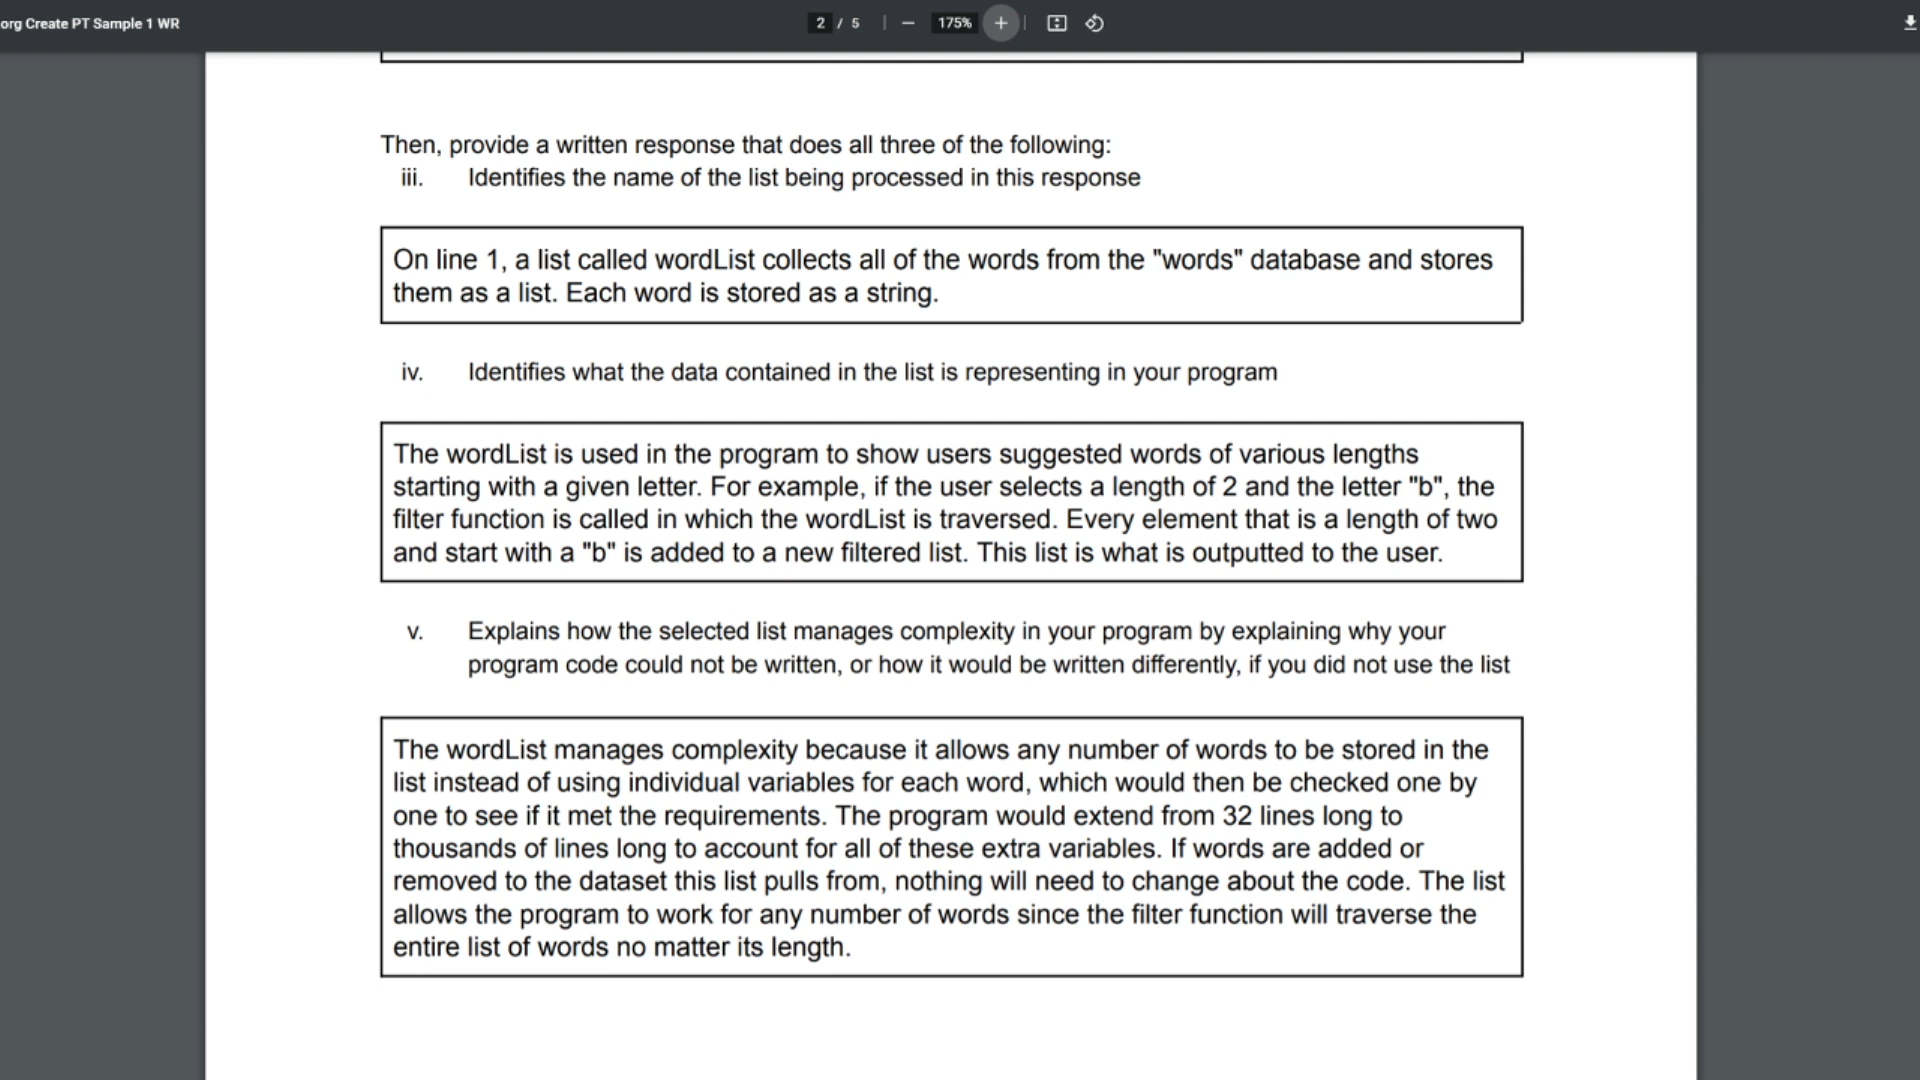 org Create PT Sample 1 WR
2 / 5 | − 175% + |
Then, provide a written response that does all three of the following:
iii. Identifies the name of the list being processed in this response
On line 1, a list called wordList collects all of the words from the "words" database and stores
them as a list. Each word is stored as a string.
iv. Identifies what the data contained in the list is representing in your program
The wordList is used in the program to show users suggested words of various lengths
starting with a given letter. For example, if the user selects a length of 2 and the letter "b", the
filter function is called in which the wordList is traversed. Every element that is a length of two
and start with a "b" is added to a new filtered list. This list is what is outputted to the user.
v. Explains how the selected list manages complexity in your program by explaining why your
program code could not be written, or how it would be written differently, if you did not use the list
The wordList manages complexity because it allows any number of words to be stored in the
list instead of using individual variables for each word, which would then be checked one by
one to see if it met the requirements. The program would extend from 32 lines long to
thousands of lines long to account for all of these extra variables. If words are added or
removed to the dataset this list pulls from, nothing will need to change about the code. The list
allows the program to work for any number of words since the filter function will traverse the
entire list of words no matter its length.